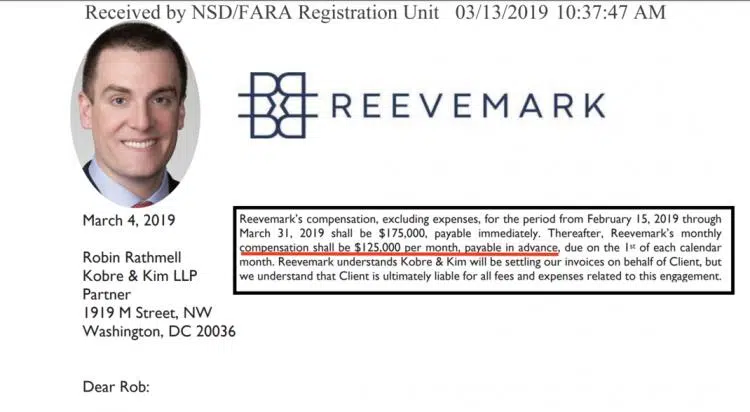 Received by NSD/FARA Registration Unit 03/13/2019 10:37:47 AM
REEVEMARK
Reevemark's compensation, excluding expenses, for the period from February 15, 2019 through
March 31, 2019 shall be $175,000, payable immediately. Thereafter, Reevemark's monthly
compensation shall be $125,000 per month, payable in advance, due on the 1st of each calendar
month. Reevemark understands Kobre & Kim will be settling our invoices on behalf of Client, but
we understand that Client is ultimately liable for all fees and expenses related to this engagement.
March 4, 2019
Robin Rathmell
Kobre & Kim LLP
Partner
1919 M Street, NW
Washington, DC 20036
Dear Rob: